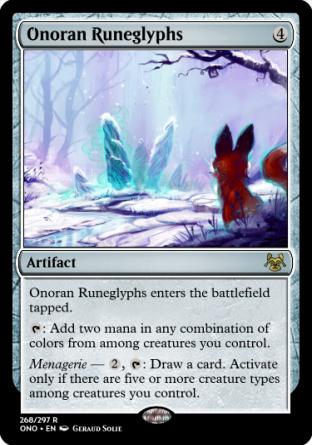 Onoran Runeglyphs 4
Artifact
Onoran Runeglyphs enters the battlefield
tapped.
: Add two mana in any combination of
colors from among creatures you control.
Menagerie — 2, : Draw a card. Activate
only if there are five or more creature types
among creatures you control.
268/297 R
ONO • EN Geraud Solie